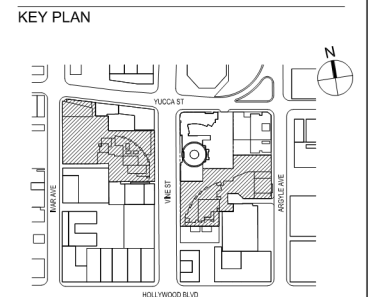 KEY PLAN
N
YUCCA ST
IVAR AVE
VINE ST
ARGYLE AVE
HOLLYWOOD BLVD